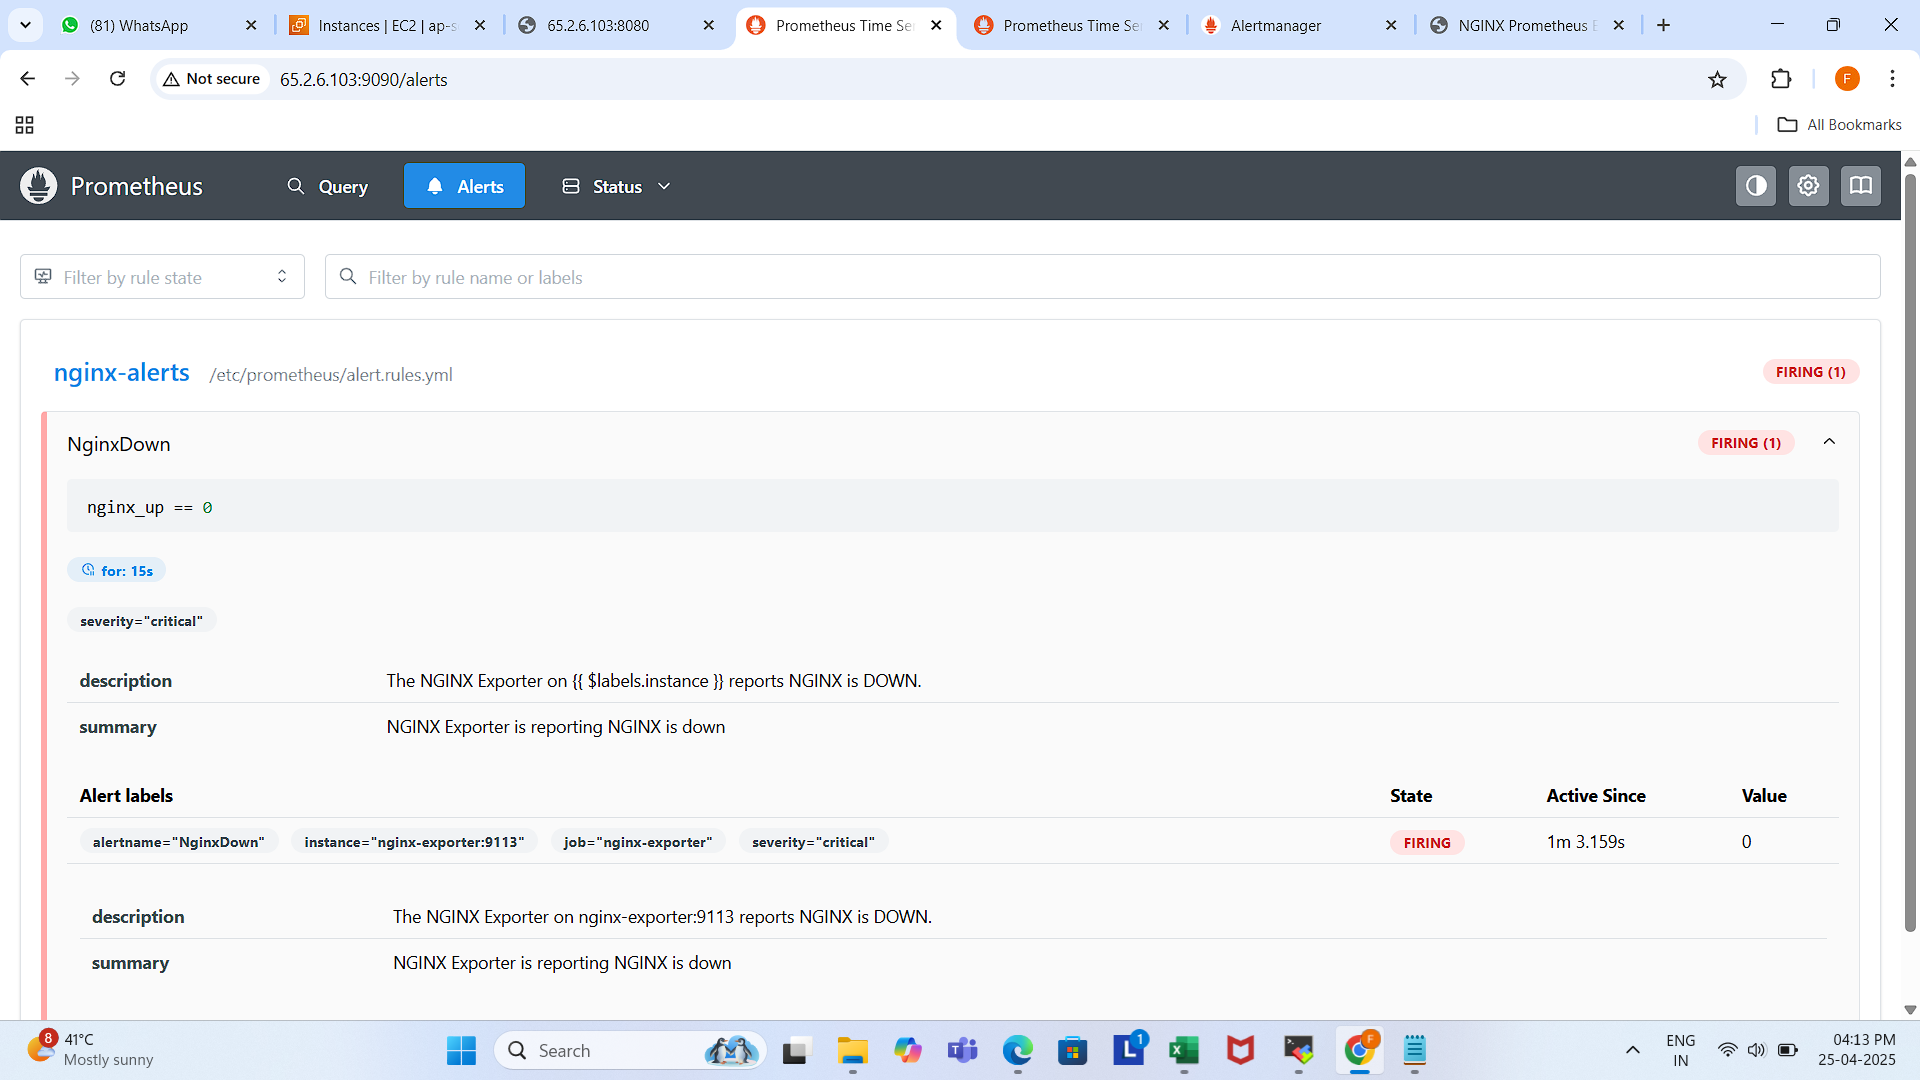 (81) WhatsApp
Instances | EC2 | ap-s
65.2.6.103:8080
Prometheus Time Se
Prometheus Time Se
Alertmanager
NGINX Prometheus E
Not secure
65.2.6.103:9090/alerts
F
All Bookmarks
Prometheus
Query
Alerts
Status
Filter by rule state
Filter by rule name or labels
nginx-alerts
/etc/prometheus/alert.rules.yml
FIRING (1)
NginxDown
FIRING (1)
nginx_up == 0
for: 15s
severity="critical"
description
The NGINX Exporter on {{ $labels.instance }} reports NGINX is DOWN.
summary
NGINX Exporter is reporting NGINX is down
Alert labels
State
Active Since
Value
alertname="NginxDown"
instance="nginx-exporter:9113"
job="nginx-exporter"
severity="critical"
FIRING
1m 3.159s
0
description
The NGINX Exporter on nginx-exporter:9113 reports NGINX is DOWN.
summary
NGINX Exporter is reporting NGINX is down
8
41°C
Mostly sunny
Search
1
F
ENG
IN
04:13 PM
25-04-2025